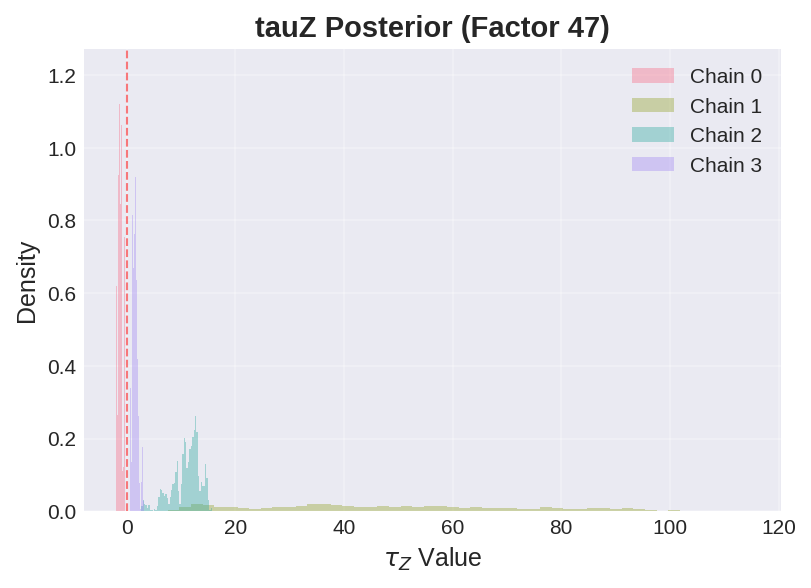 tauZ Posterior (Factor 47)
Chain 0
Chain 1
Chain 2
Chain 3
Density
1.2
1.0
0.8
0.6
0.4
0.2
0.0
0 20 40 60 80 100 120
τ_Z Value